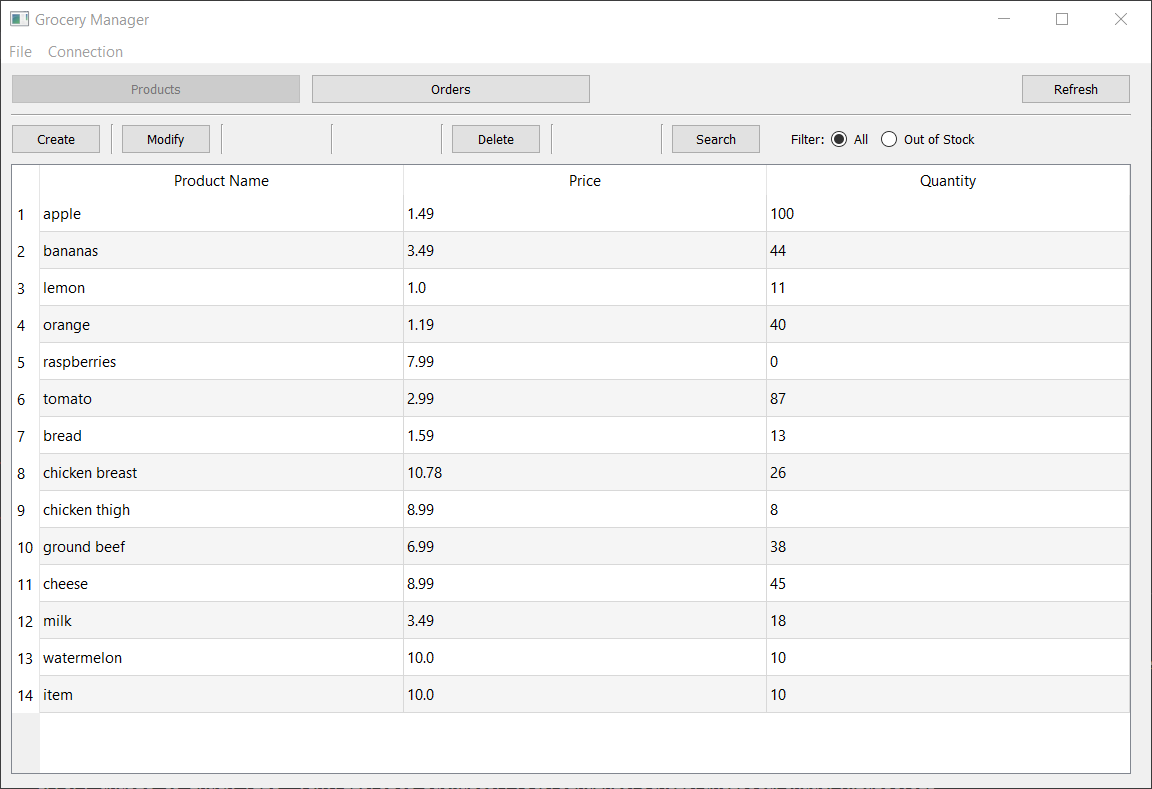 Grocery Manager
File Connection
Products Orders Refresh
Create Modify Delete Search Filter: All Out of Stock
Product Name Price Quantity
1 apple 1.49 100
2 bananas 3.49 44
3 lemon 1.0 11
4 orange 1.19 40
5 raspberries 7.99 0
6 tomato 2.99 87
7 bread 1.59 13
8 chicken breast 10.78 26
9 chicken thigh 8.99 8
10 ground beef 6.99 38
11 cheese 8.99 45
12 milk 3.49 18
13 watermelon 10.0 10
14 item 10.0 10